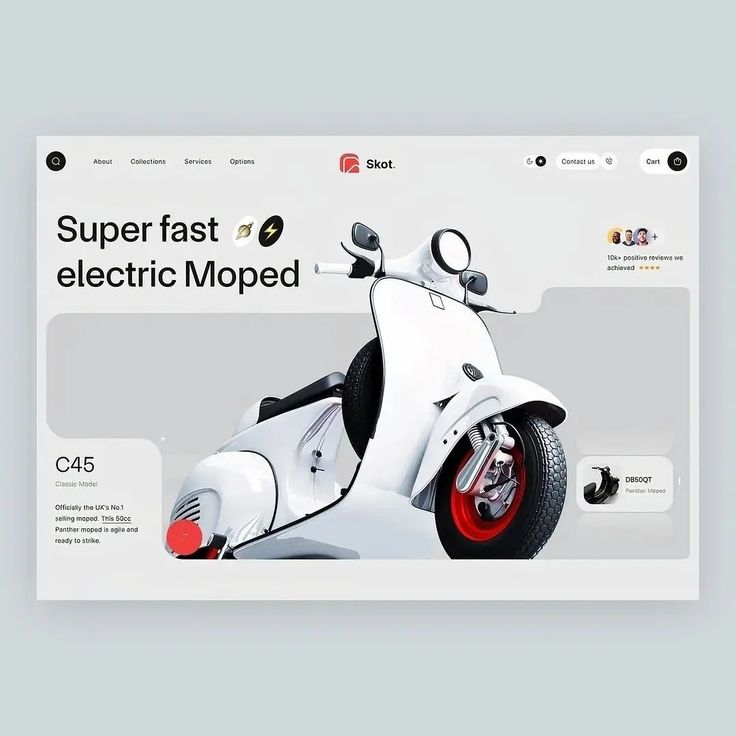 About
Collections
Services
Options
Skot.
Contact us
Cart
Super fast
electric Moped
10k+ positive reviews we
achieved
C45
Classic Model
Officially the UK's No.1
selling moped. This 50cc
Panther moped is agile and
ready to strike.
DB50QT
Panther Moped